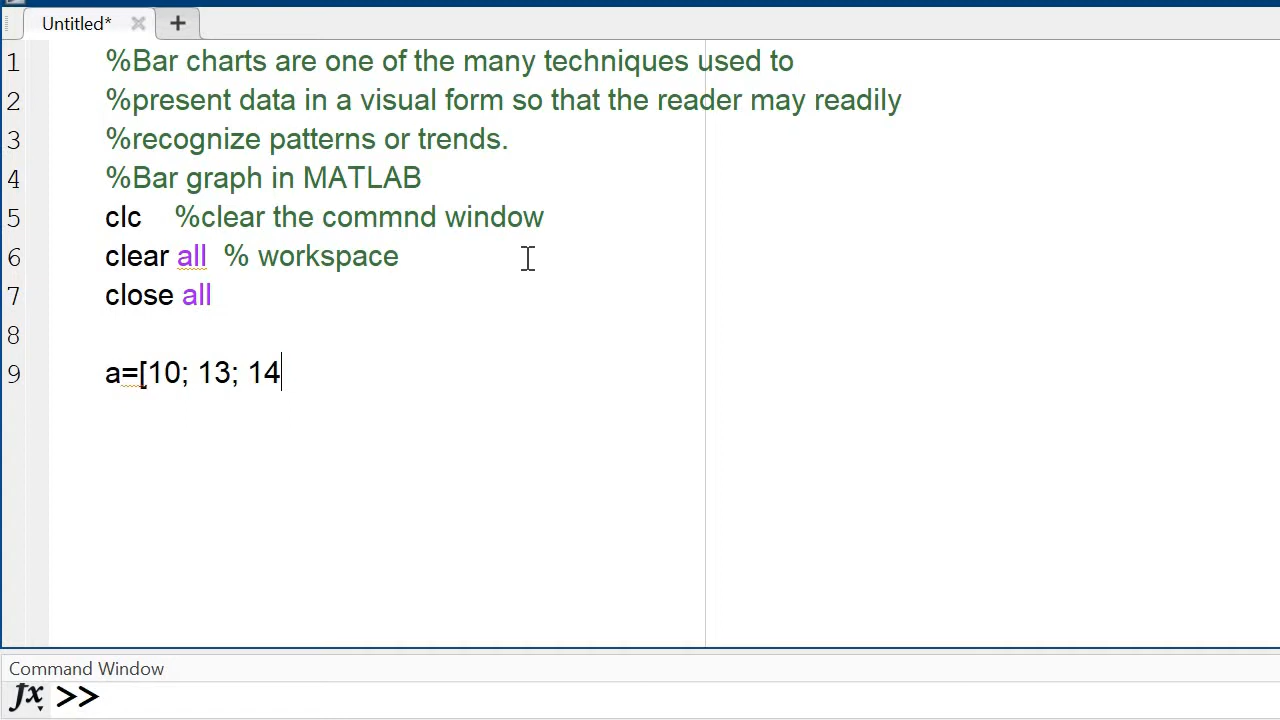 Untitled* × +
1 %Bar charts are one of the many techniques used to
2 %present data in a visual form so that the reader may readily
3 %recognize patterns or trends.
4 %Bar graph in MATLAB
5 clc %clear the commnd window
6 clear all % workspace
7 close all
8
9 a=[10; 13; 14
Command Window
fx >>